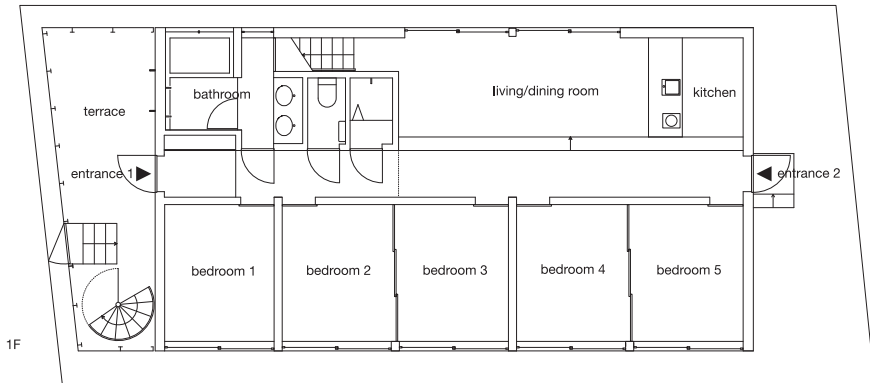 bathroom
terrace
living/dining room
kitchen
entrance 1
entrance 2
bedroom 1
bedroom 2
bedroom 3
bedroom 4
bedroom 5
1F